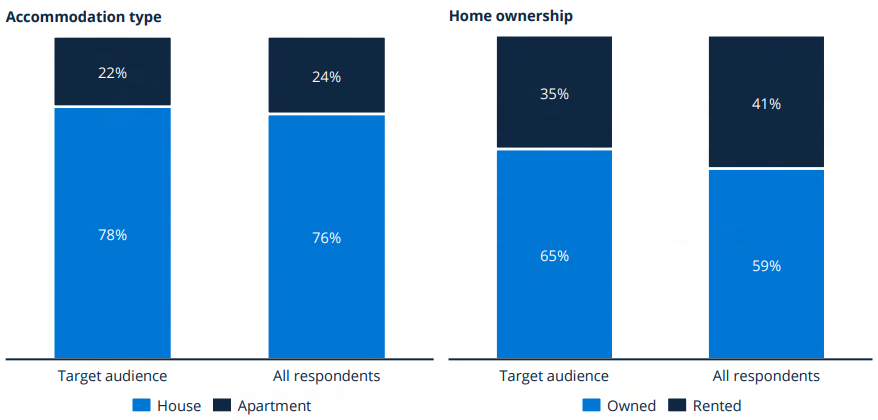 Accommodation type
22%
24%
78%
76%
Target audience
All respondents
House
Apartment
Home ownership
35%
41%
65%
59%
Target audience
All respondents
Owned
Rented